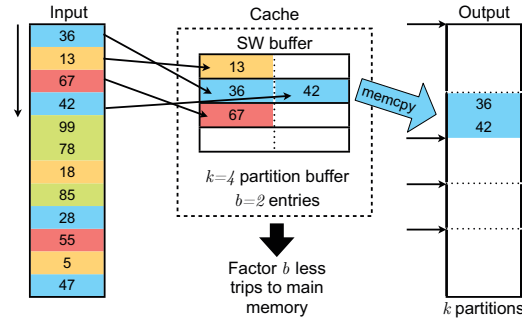 Input
36
13
67
42
99
78
18
85
28
55
5
47
Cache
SW buffer
13
36 42
67
k=4 partition buffer
b=2 entries
Factor b less
trips to main
memory
memcpy
Output
36
42
k partitions